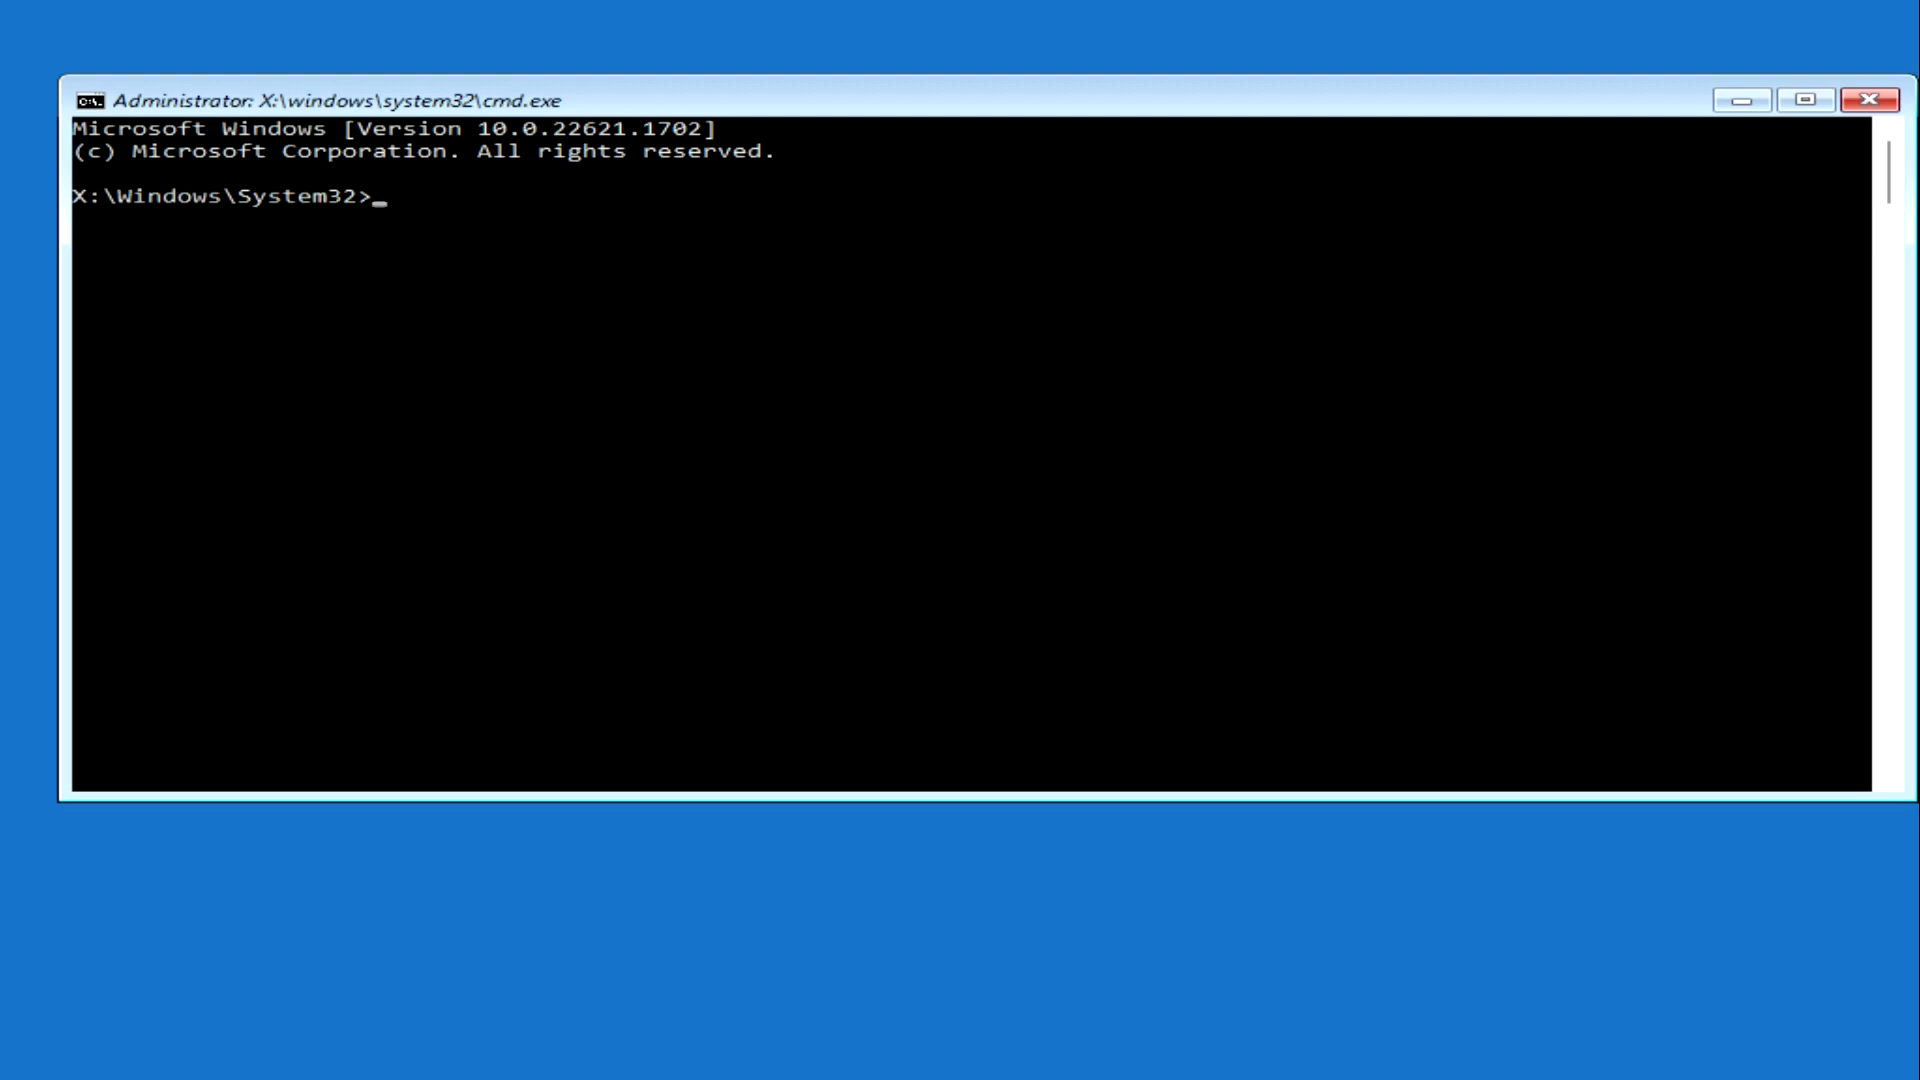 Administrator: X:\windows\system32\cmd.exe
Microsoft Windows [Version 10.0.22621.1702]
(c) Microsoft Corporation. All rights reserved.
X:\Windows\System32>_